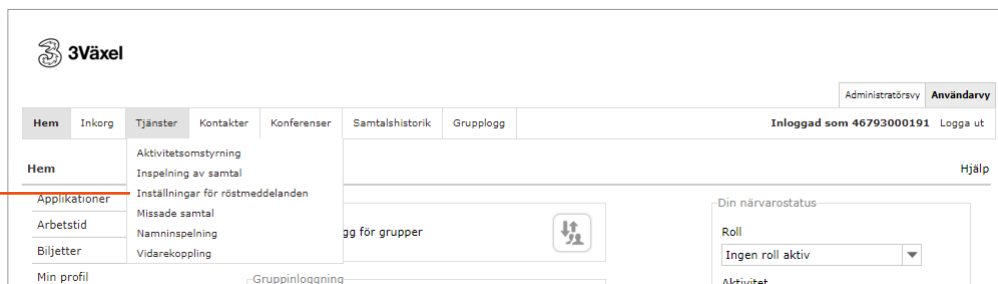 3Växel
Administratörsvy Användarvy
Hem Inkorg Tjänster Kontakter Konferenser Samtalshistorik Grupplogg Inloggad som 46793000191 Logga ut
Aktivitetsomstyrning
Hem Inspelning av samtal Hjälp
Applikationer Inställningar för röstmeddelanden Din närvarostatus
Arbetstid Missade samtal
Namninspelning gg för grupper Roll
Biljetter Vidarekoppling Ingen roll aktiv
Min profil Gruppinloggning Aktivitet